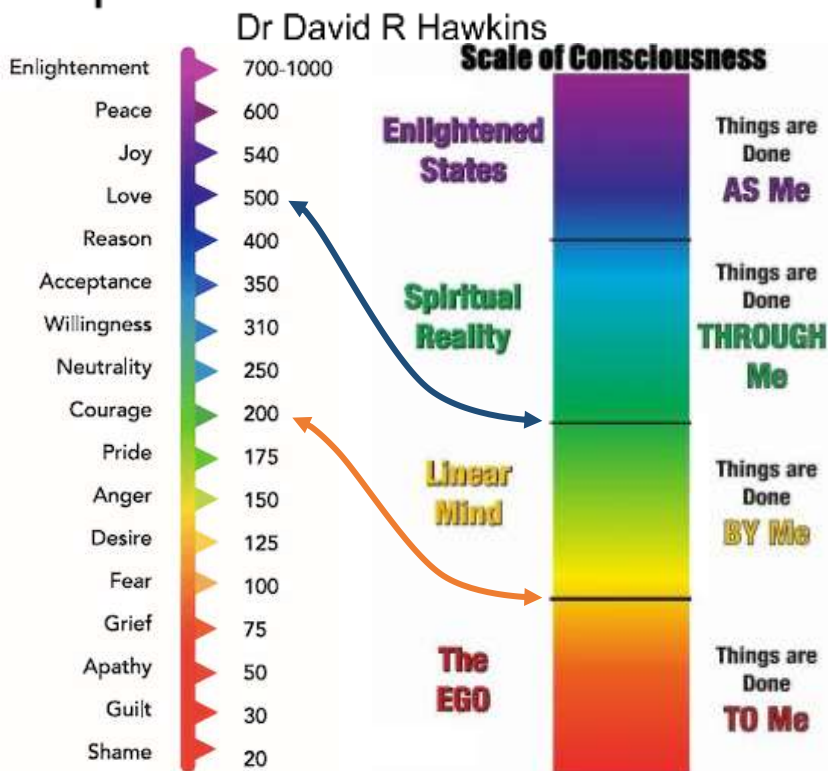 Dr David R Hawkins
Scale of Consciousness
Enlightenment 700-1000
Peace 600
Joy 540
Love 500
Reason 400
Acceptance 350
Willingness 310
Neutrality 250
Courage 200
Pride 175
Anger 150
Desire 125
Fear 100
Grief 75
Apathy 50
Guilt 30
Shame 20
Enlightened
States
Things are
Done
AS Me
Spiritual
Reality
Things are
Done
THROUGH
Me
Linear
Mind
Things are
Done
BY Me
The
EGO
Things are
Done
TO Me